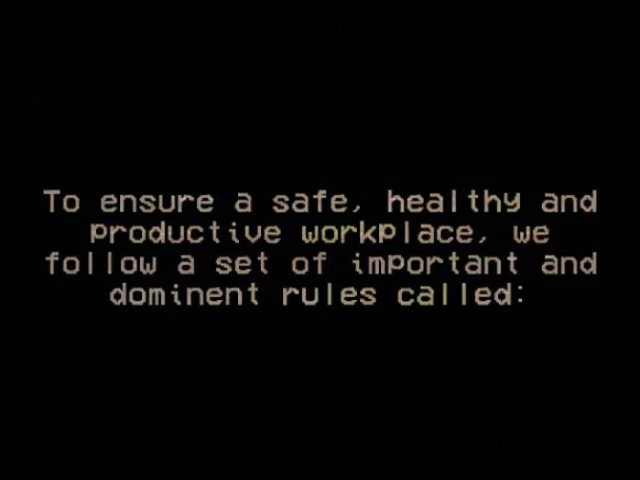 To ensure a safe, healthy and
productive workplace, we
follow a set of important and
dominent rules called: